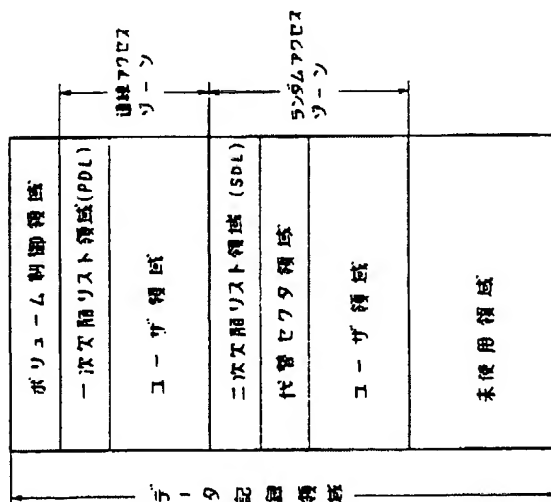 ボリューム制御領域
一次欠陥リスト領域(PDL)
ユーザ領域
二次欠陥リスト領域 (SDL)
代替セクタ領域
ユーザ領域
未使用領域
連続アクセス
ゾーン
ランダムアクセス
ゾーン
データ記録領域